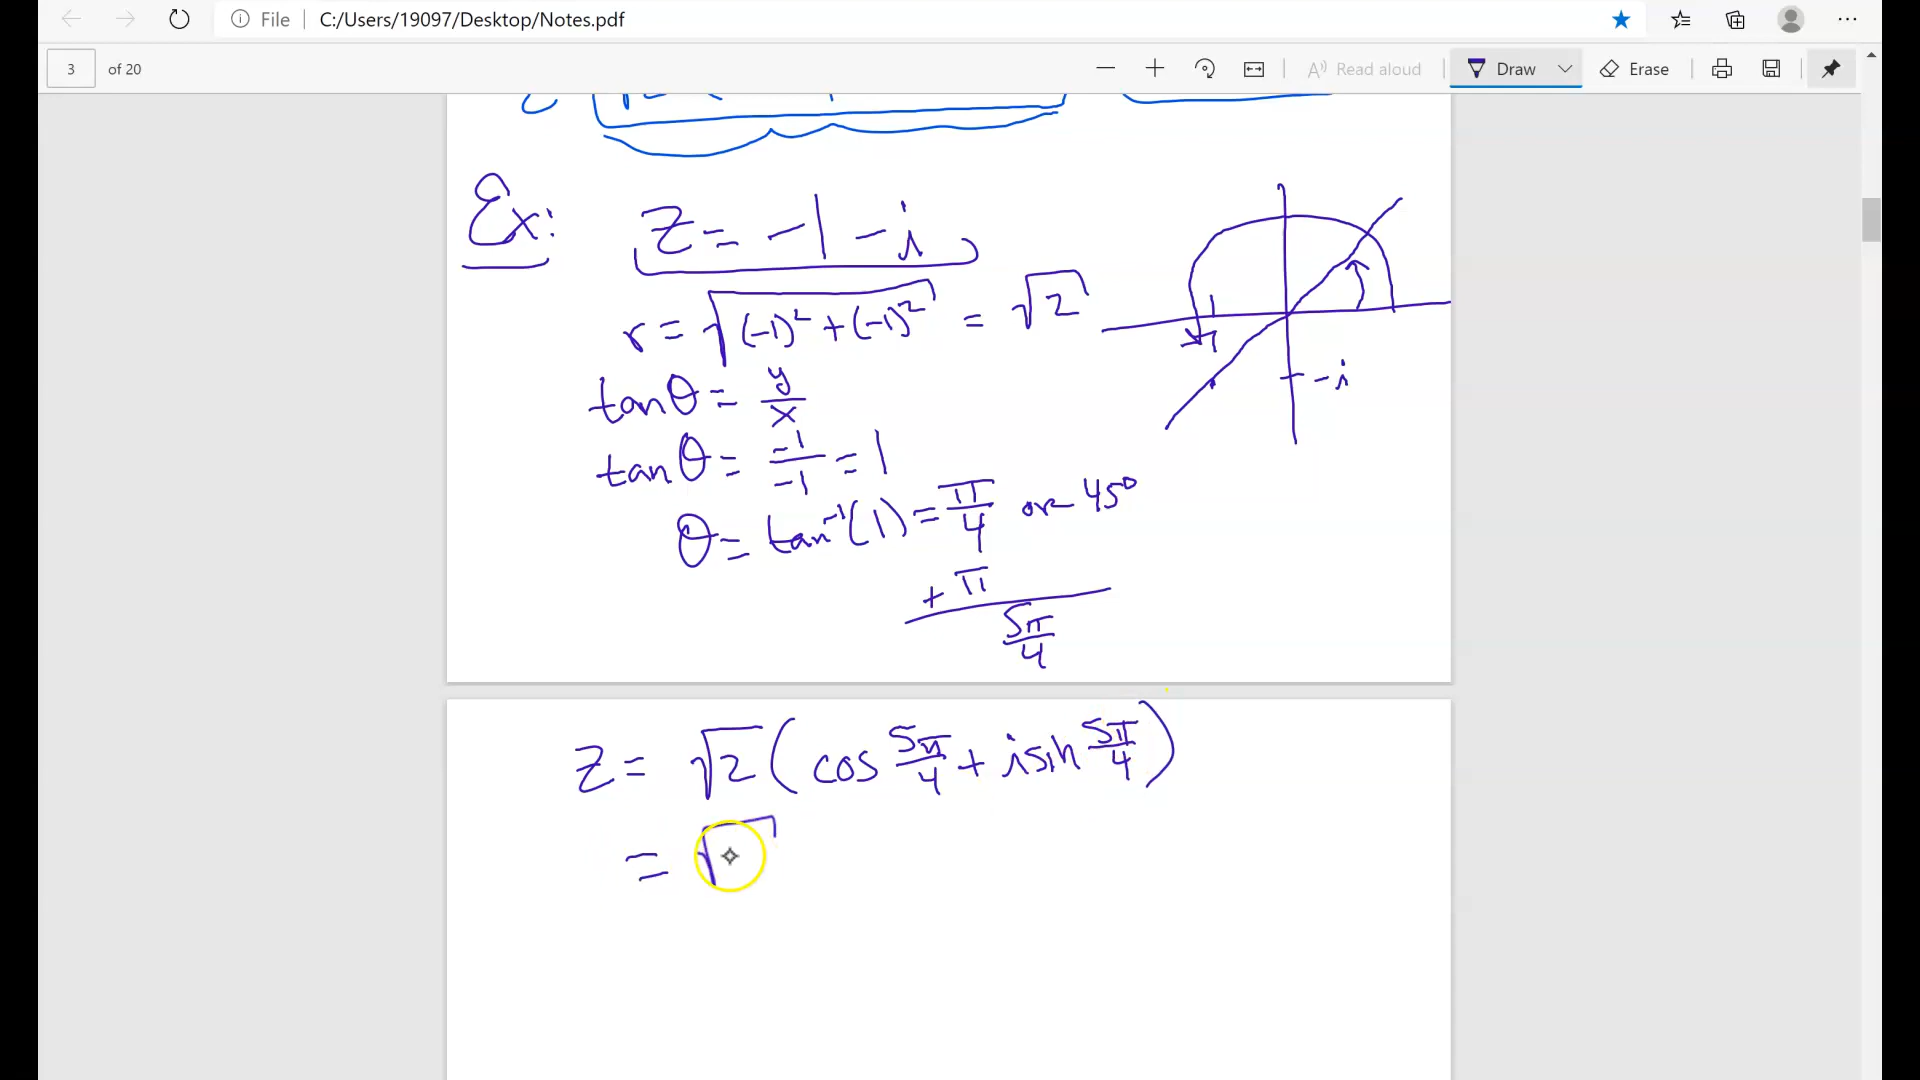 File C:/Users/19097/Desktop/Notes.pdf
3 of 20 Read aloud Draw Erase
Ex: z = -1 - i
r = √((-1)² + (-1)²) = √2
-i
tanθ = y/x
tanθ = -1/-1 = 1
θ = tan⁻¹(1) = π/4 or 45°
+ π
5π/4
z = √2 (cos 5π/4 + i sin 5π/4)
= √